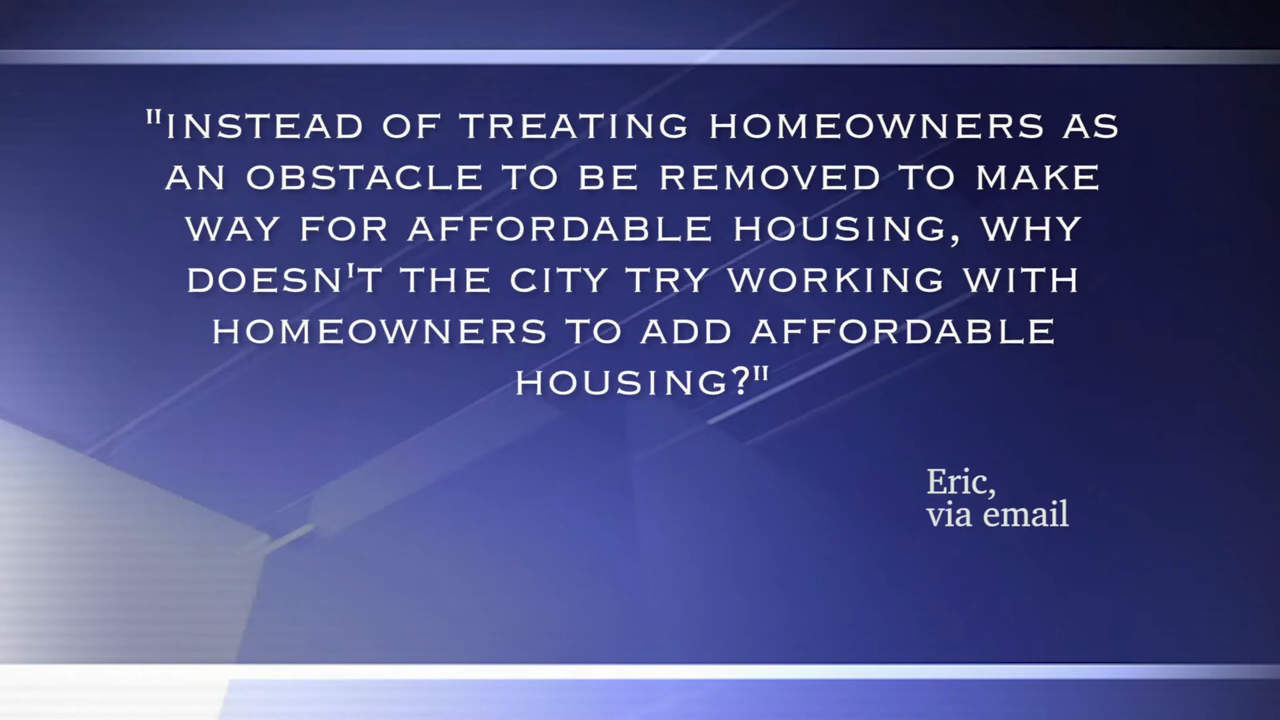 "INSTEAD OF TREATING HOMEOWNERS AS
AN OBSTACLE TO BE REMOVED TO MAKE
WAY FOR AFFORDABLE HOUSING, WHY
DOESN'T THE CITY TRY WORKING WITH
HOMEOWNERS TO ADD AFFORDABLE
HOUSING?"
Eric,
via email